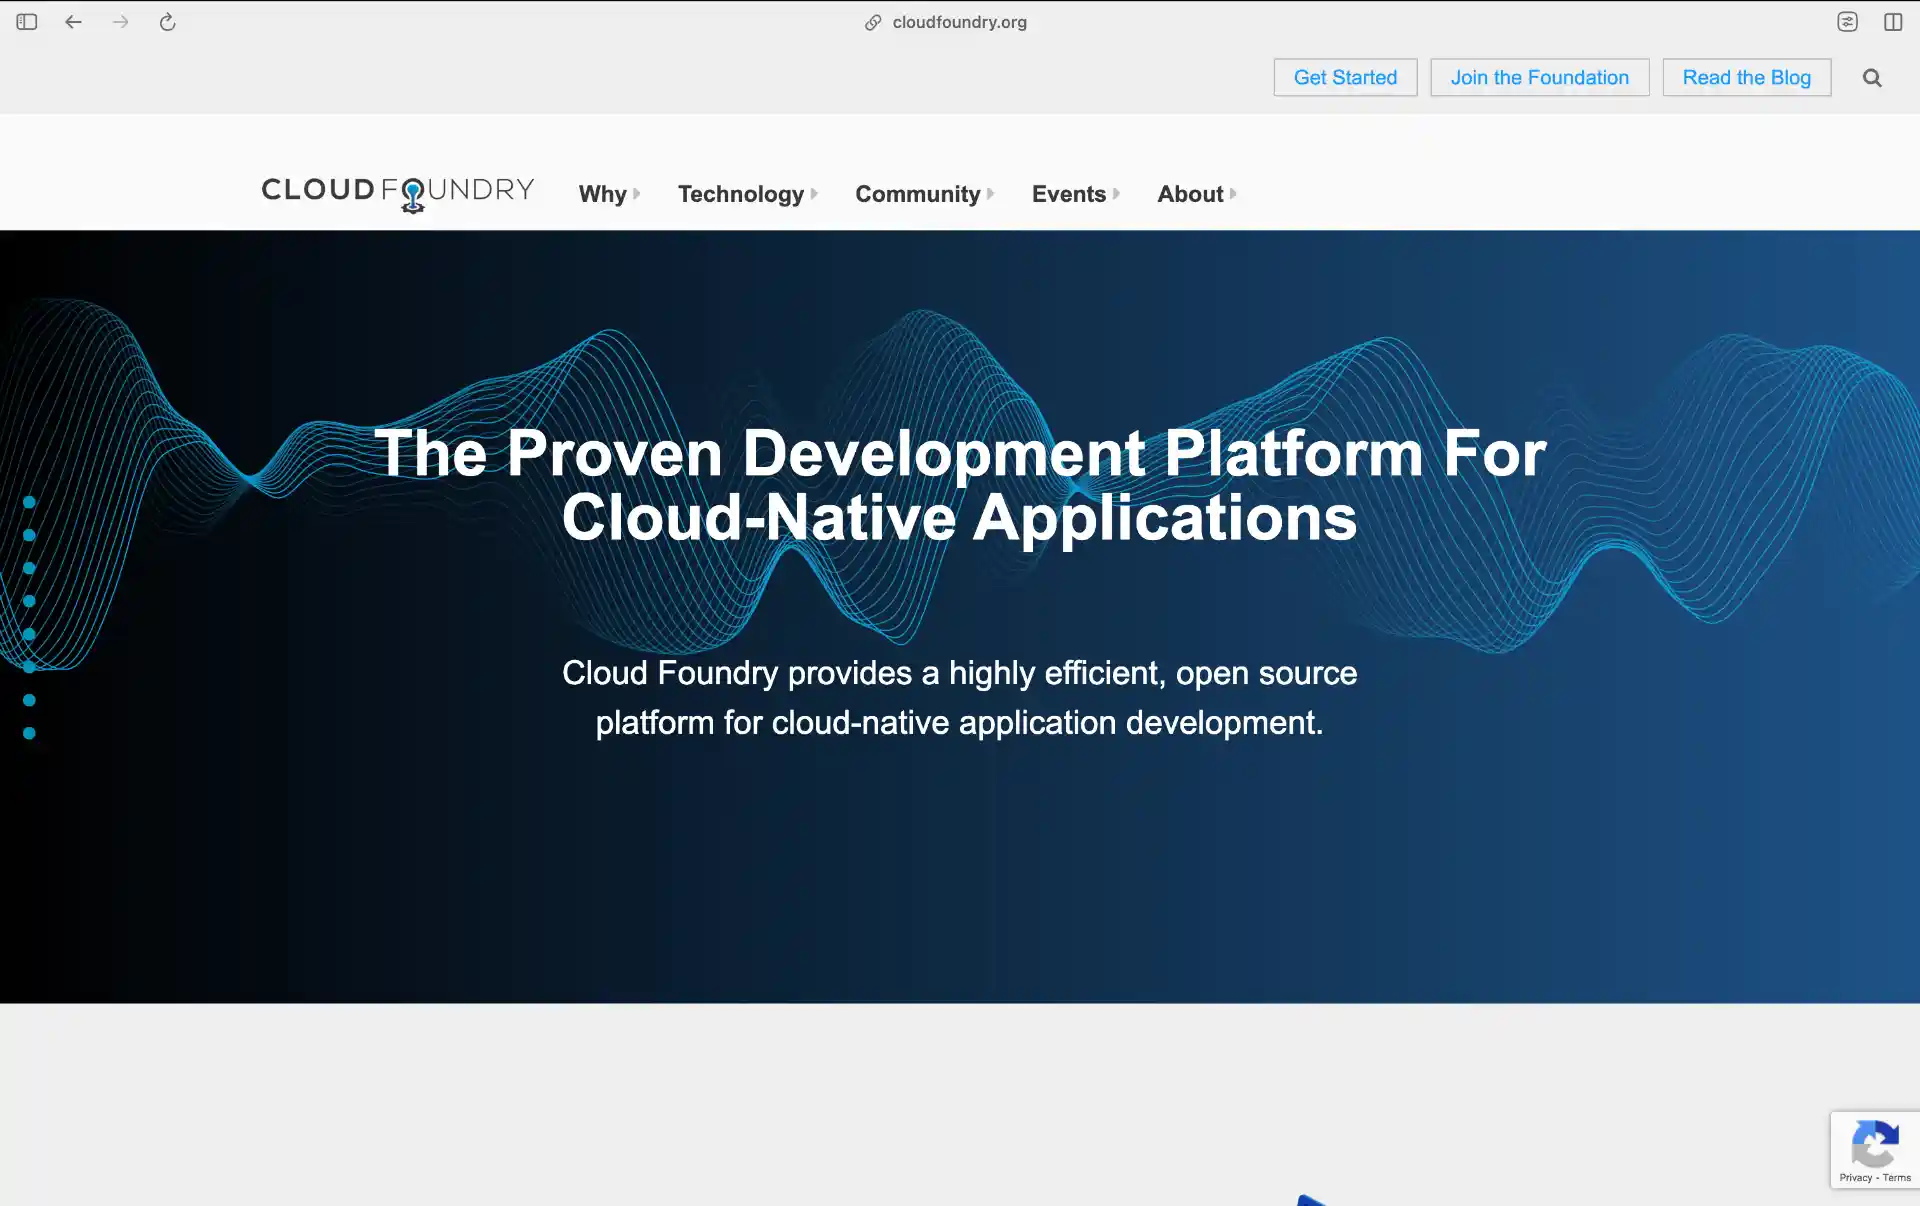 cloudfoundry.org
Get Started
Join the Foundation
Read the Blog
CLOUD FOUNDRY
Why
Technology
Community
Events
About
The Proven Development Platform For
Cloud-Native Applications
Cloud Foundry provides a highly efficient, open source
platform for cloud-native application development.
Privacy - Terms